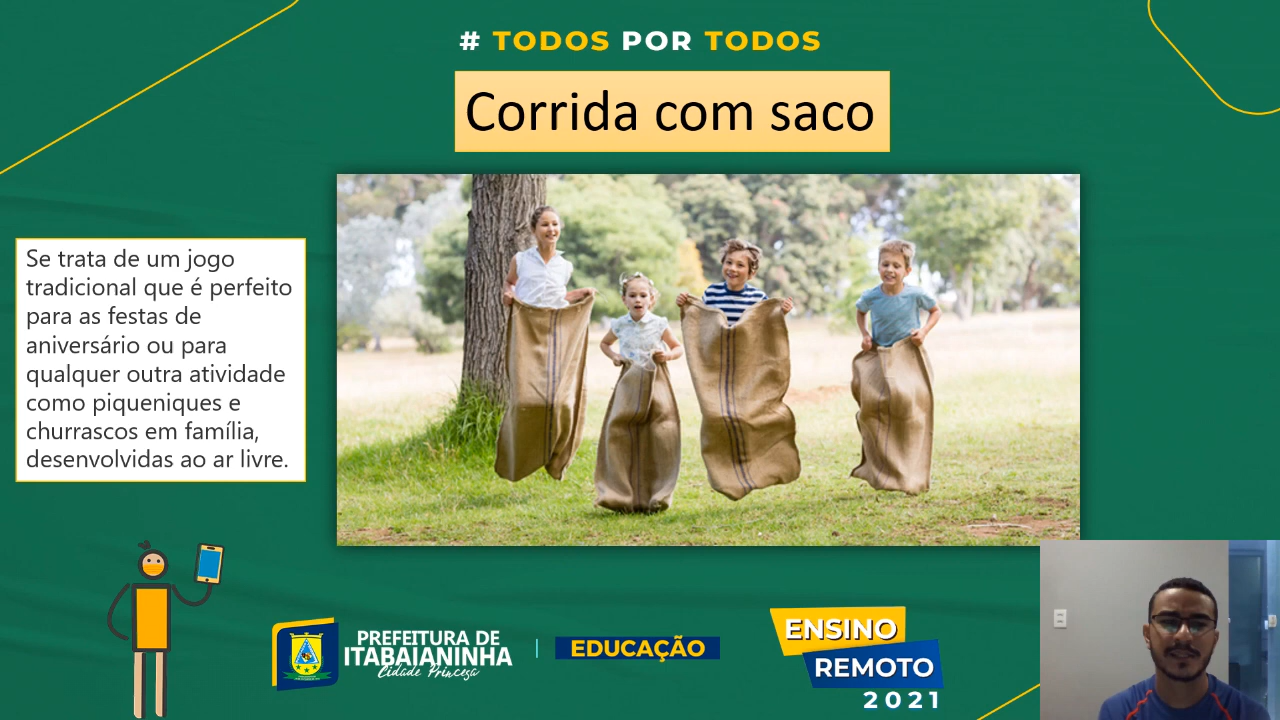 # TODOS POR TODOS
Corrida com saco
Se trata de um jogo
tradicional que é perfeito
para as festas de
aniversário ou para
qualquer outra atividade
como piqueniques e
churrascos em família,
desenvolvidas ao ar livre.
PREFEITURA DE
ITABAIANINHA
Cidade Princesa
EDUCAÇÃO
ENSINO
REMOTO
2021